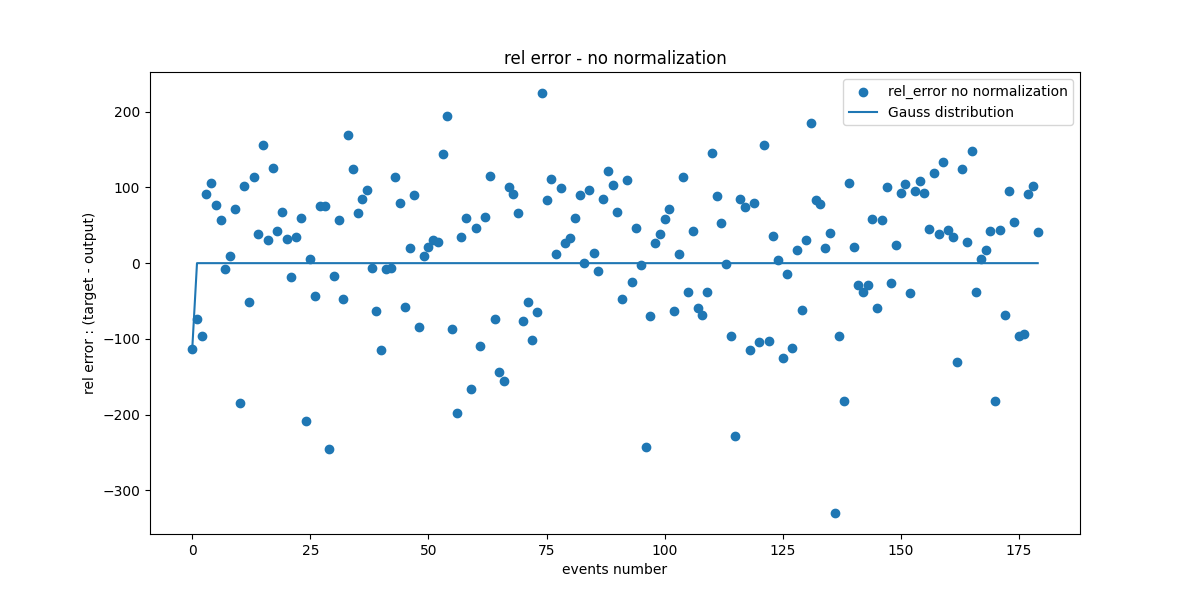 rel error - no normalization
rel_error no normalization
Gauss distribution
rel error : (target - output)
200
100
0
−100
−200
−300
0
25
50
75
100
125
150
175
events number